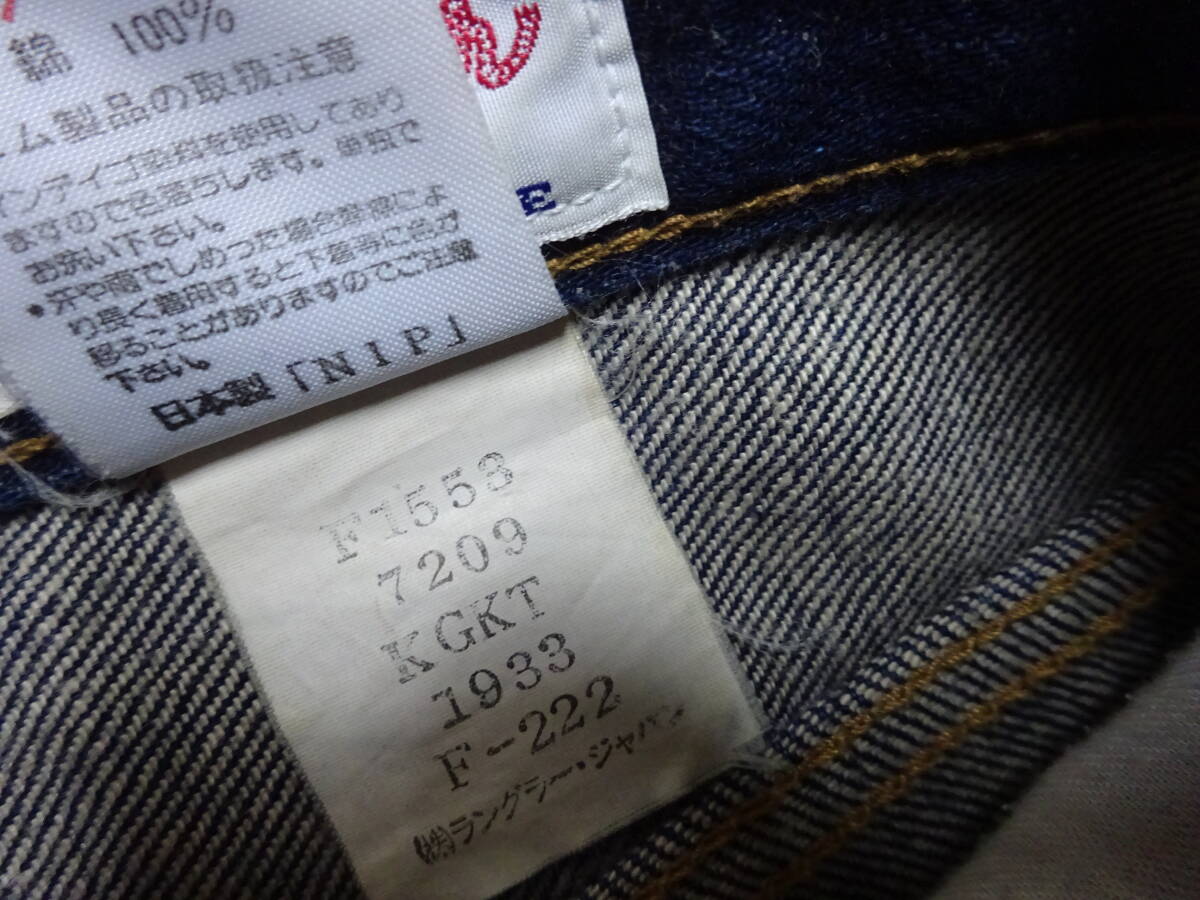 綿 100%
ム製品の取扱注意
インディゴ染料を使用してあり
ますので色落ちします。単独で
お洗い下さい。
•汗や雨でしめった場合摩擦によ
り長く着用すると下着等に色が
移ることがありますのでご注意
下さい。
日本製「NIP」
E
F1553
7209
KGKT
1933
F-222
㈱ラングラー・ジャパン